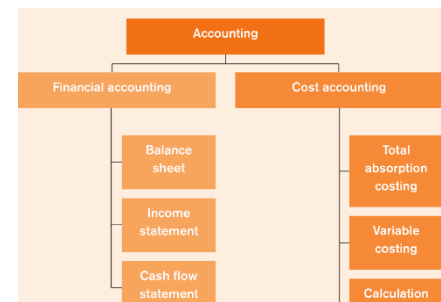 Accounting
Financial accounting
Cost accounting
Balance
sheet
Income
statement
Cash flow
statement
Total
absorption
costing
Variable
costing
Calculation